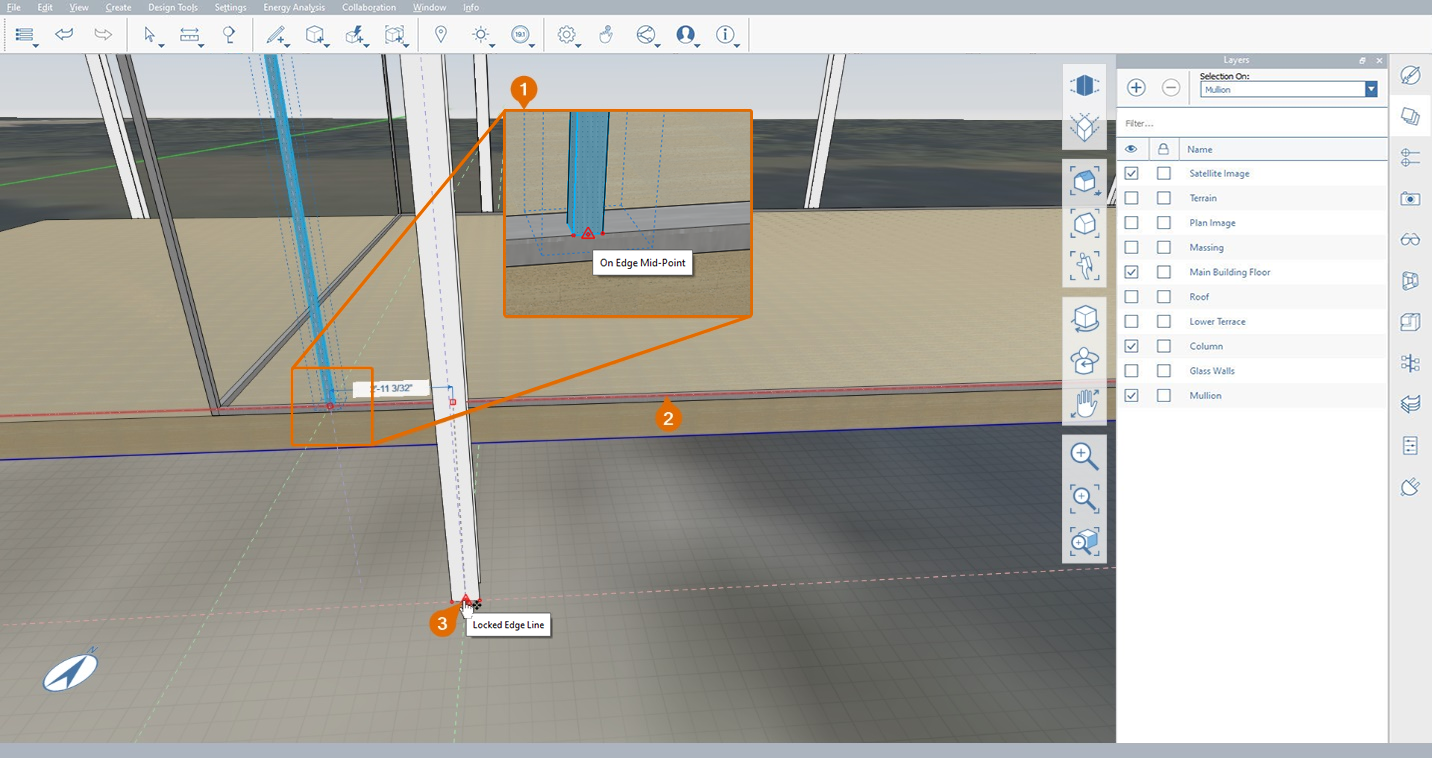 File Edit View Create Design Tools Settings Energy Analysis Collaboration Window Info
191
Layers
Selection On:
Mullion
Filter...
Name
Satellite Image
Terrain
Plan Image
Massing
Main Building Floor
Roof
Lower Terrace
Column
Glass Walls
Mullion
1
On Edge Mid-Point
-11 3/32"
2
3
Locked Edge Line
N